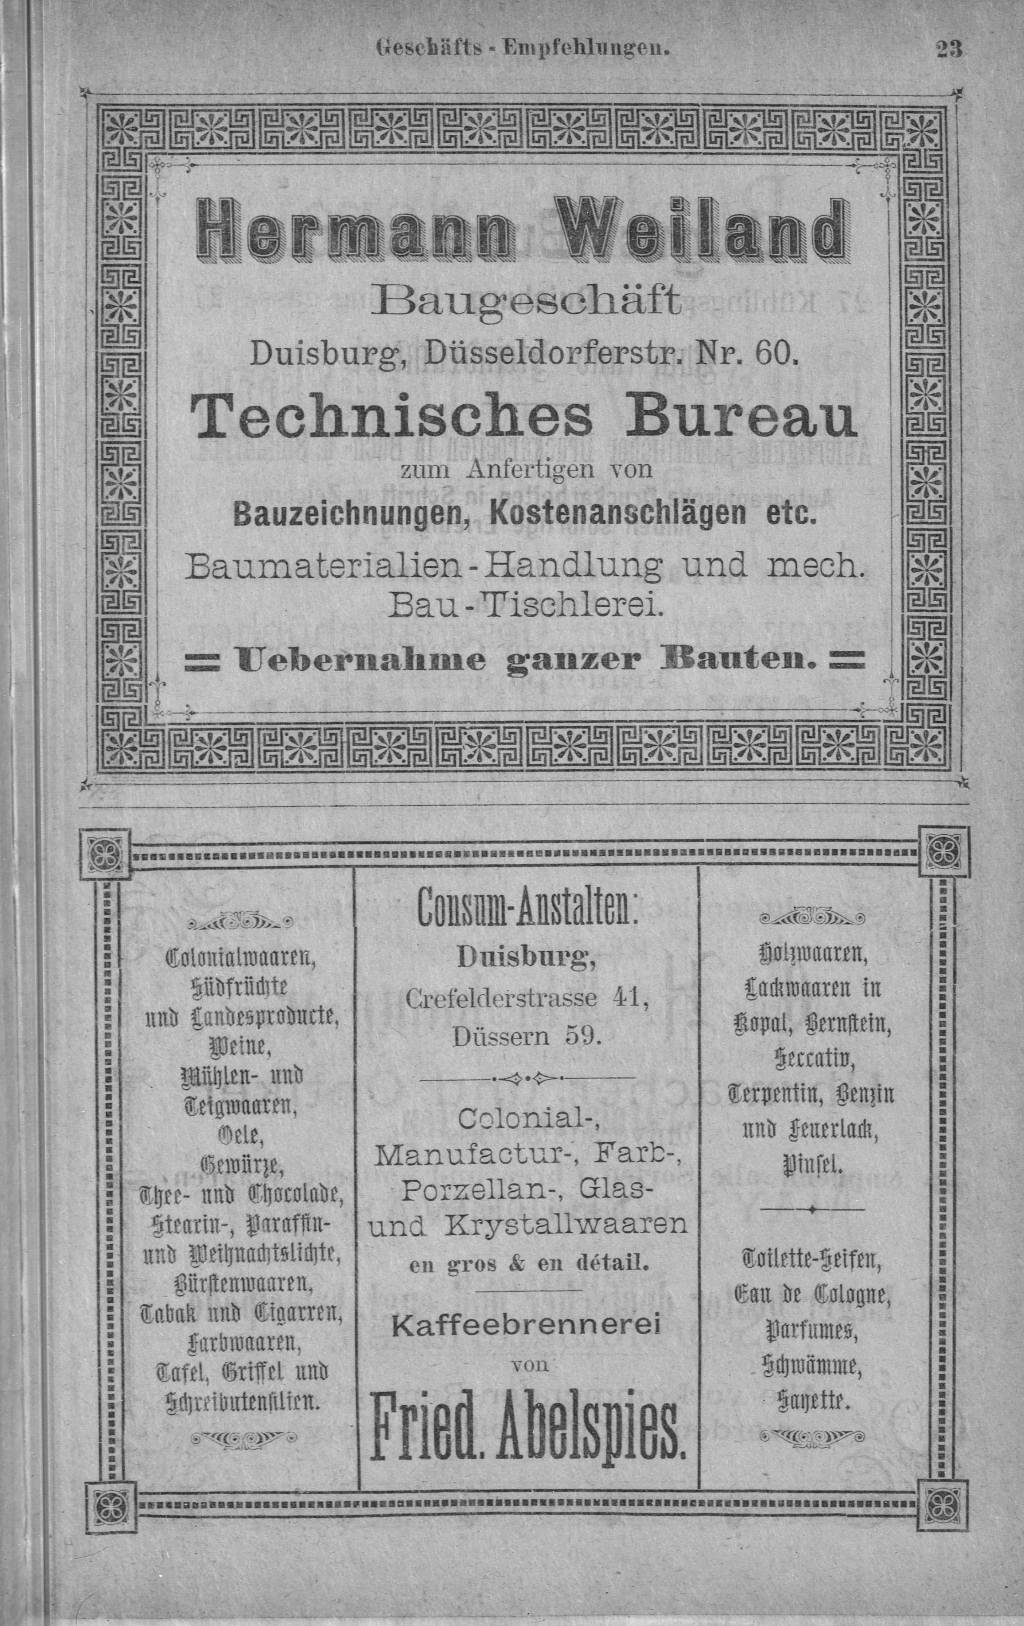 Geschäfts - Empfehlungen. 23
Hermann Weiland
Baugeschäft
Duisburg, Düsseldorferstr. Nr. 60.
Technisches Bureau
zum Anfertigen von
Bauzeichnungen, Kostenanschlägen etc.
Baumaterialien - Handlung und mech.
Bau - Tischlerei.
= Uebernahme ganzer Bauten. =
Colonialwaaren,
Südfrüchte
und Landesproducte,
Weine,
Mühlen- und
Teigwaaren,
Oele,
Gewürze,
Thee- und Chocolade,
Stearin-, Paraffin-
und Weihnachtslichte,
Bürstenwaaren,
Tabak und Cigarren,
Farbwaaren,
Tafel, Griffel und
Schreibutensilien.
Consum-Anstalten:
Duisburg,
Crefelderstrasse 41,
Düssern 59.
Colonial-,
Manufactur-, Farb-,
Porzellan-, Glas-
und Krystallwaaren
en gros & en détail.
Kaffeebrennerei
von
Fried. Abelspies.
Holzwaaren,
Lackwaaren in
Kopal, Bernstein,
Seccativ,
Terpentin, Benzin
und Feuerlack,
Pinsel.
Toilette-Seifen,
Eau de Cologne,
Parfumes,
Schwämme,
Sayette.